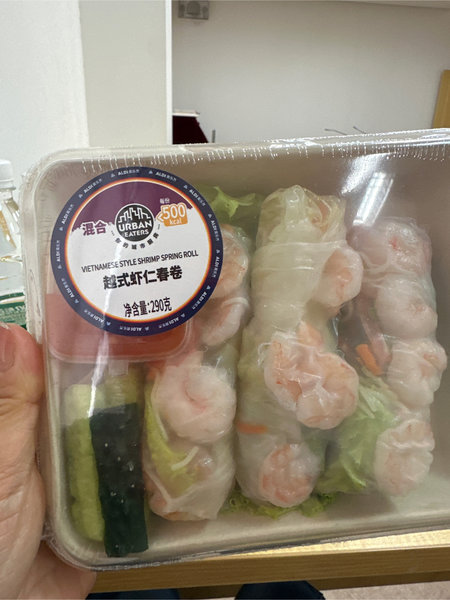 混合
URBAN
EATERS
每份
500
kcal
VIETNAMESE STYLE SHRIMP SPRING ROLL
越式虾仁春卷
净含量:290克
ALDI